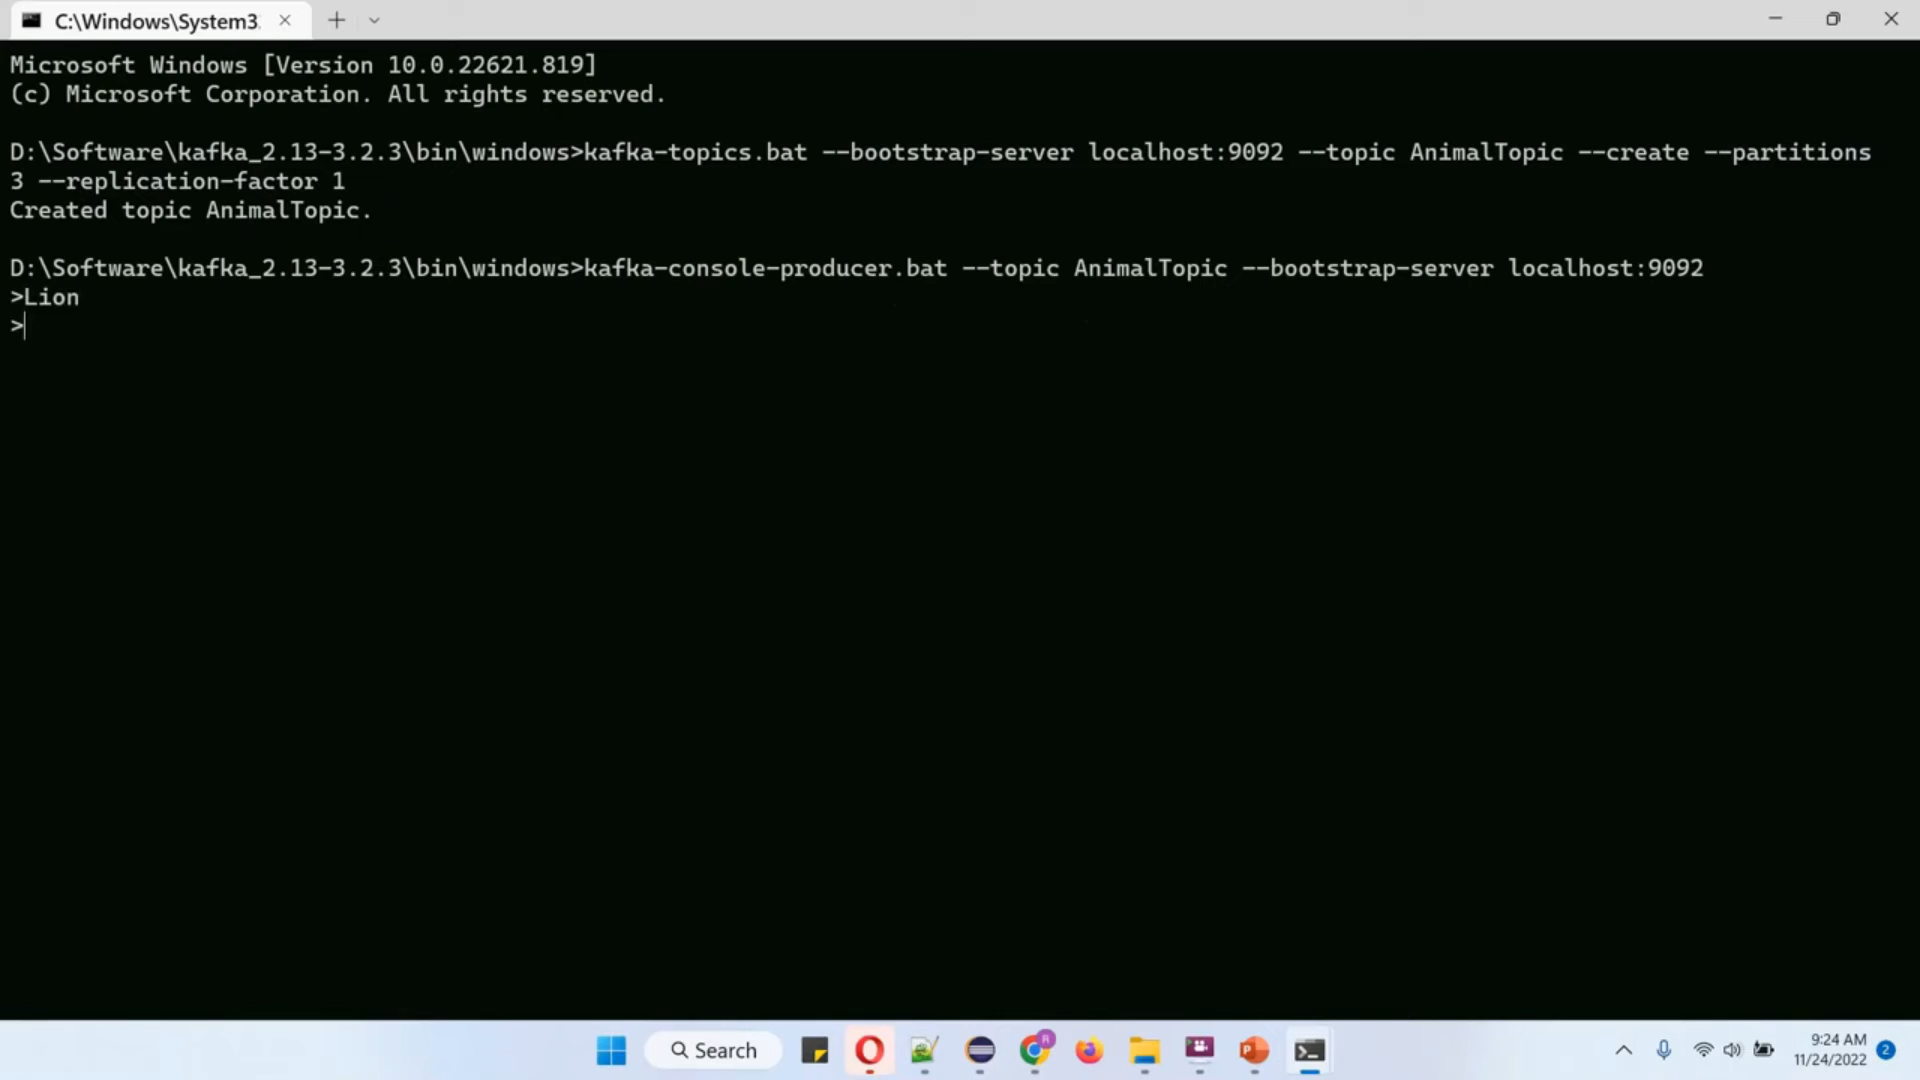 C:\Windows\System3
Microsoft Windows [Version 10.0.22621.819]
(c) Microsoft Corporation. All rights reserved.
D:\Software\kafka_2.13-3.2.3\bin\windows>kafka-topics.bat --bootstrap-server localhost:9092 --topic AnimalTopic --create --partitions
3 --replication-factor 1
Created topic AnimalTopic.
D:\Software\kafka_2.13-3.2.3\bin\windows>kafka-console-producer.bat --topic AnimalTopic --bootstrap-server localhost:9092
>Lion
>
Search
R
P
9:24 AM
11/24/2022
2